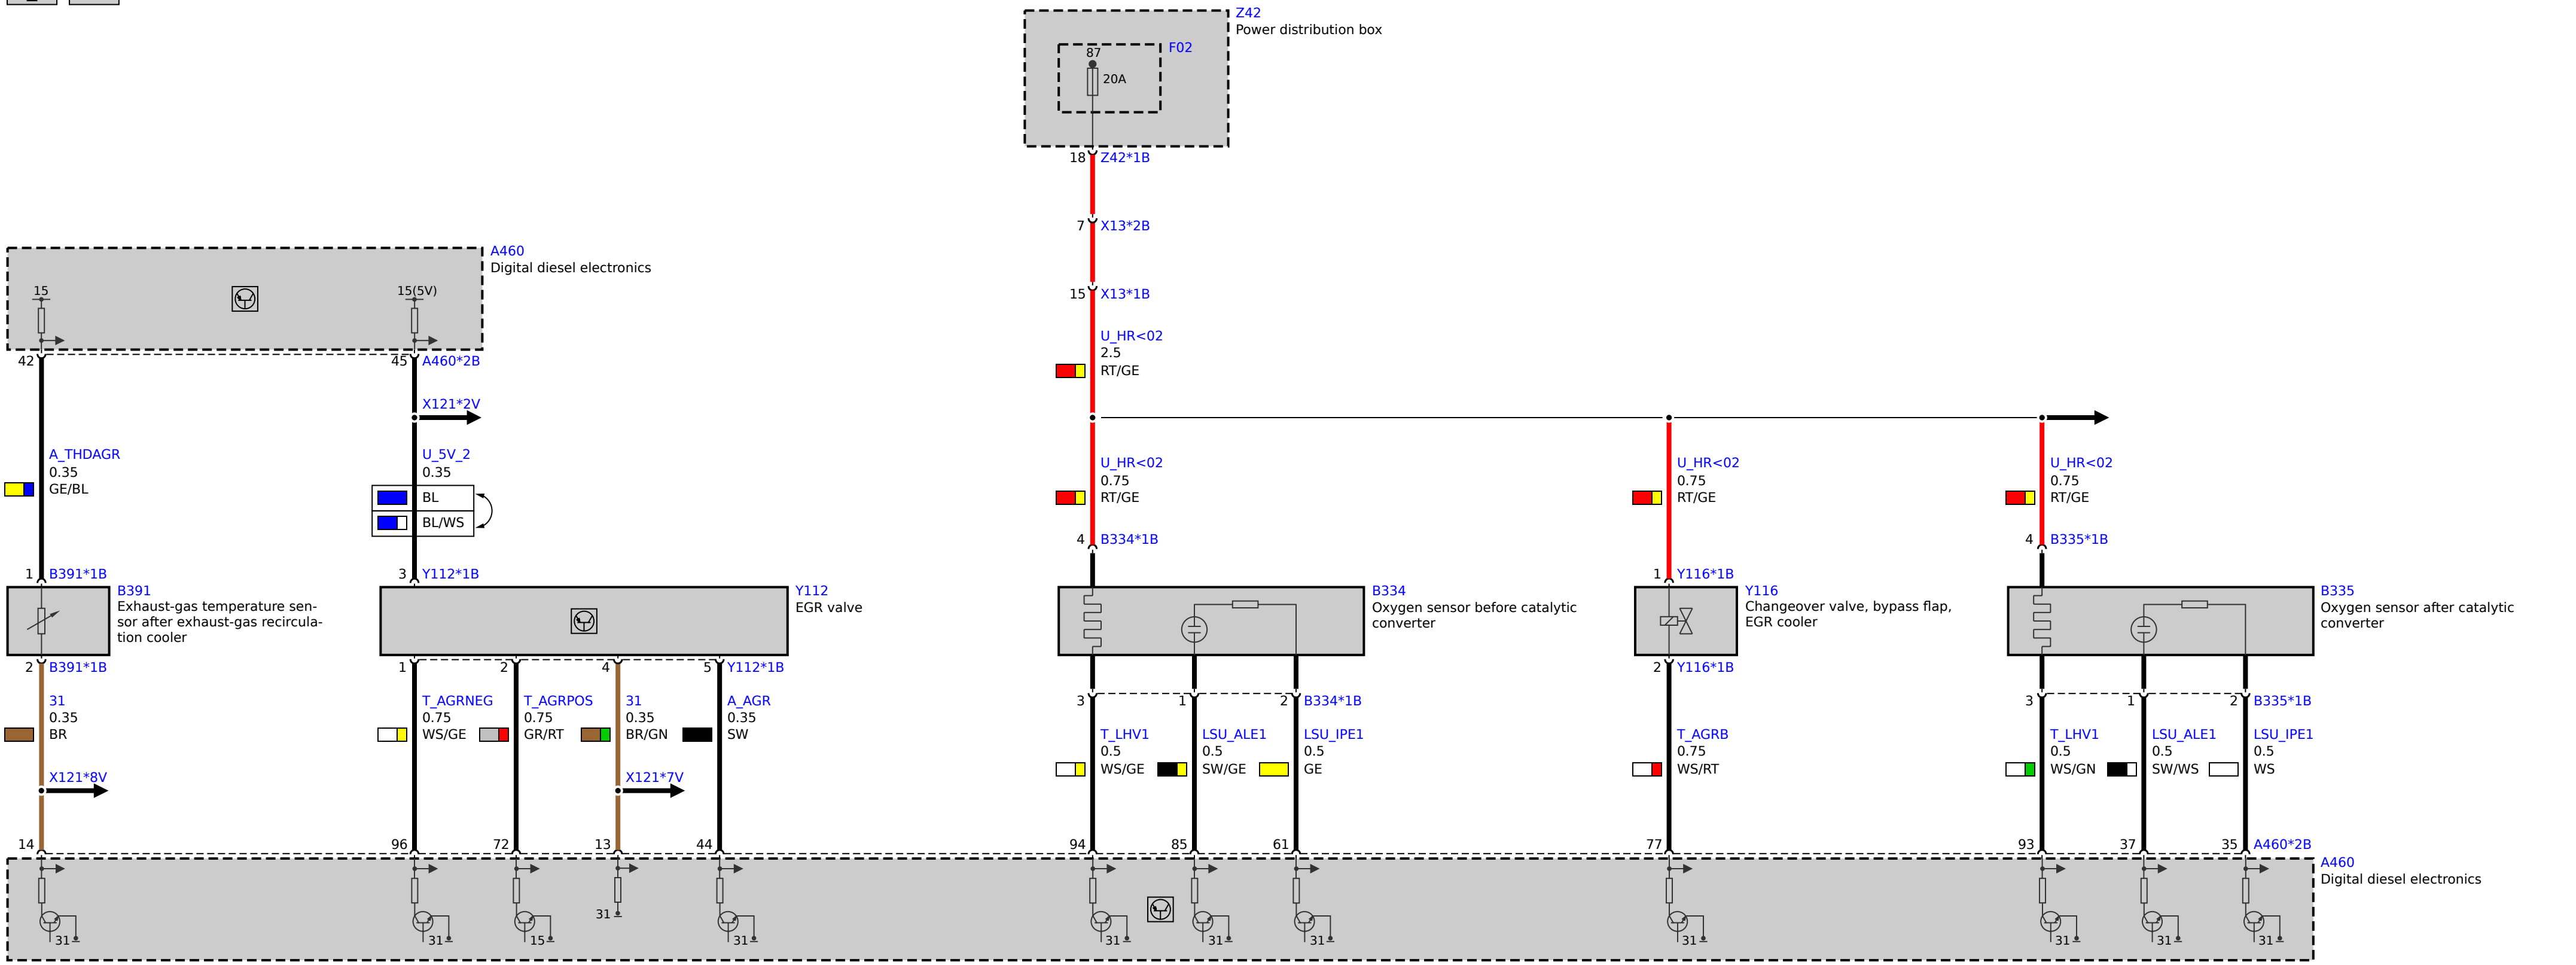 Z42
Power distribution box
F02
87
20A
18 Z42*1B
7 X13*2B
A460
Digital diesel electronics
15
15(5V)
15 X13*1B
U_HR<02
2.5
RT/GE
42
45 A460*2B
X121*2V
A_THDAGR
0.35
GE/BL
U_5V_2
0.35
BL
BL/WS
U_HR<02
0.75
RT/GE
U_HR<02
0.75
RT/GE
U_HR<02
0.75
RT/GE
4 B334*1B
4 B335*1B
1 B391*1B
3 Y112*1B
1 Y116*1B
B391
Exhaust-gas temperature sen-
sor after exhaust-gas recircula-
tion cooler
Y112
EGR valve
B334
Oxygen sensor before catalytic
converter
Y116
Changeover valve, bypass flap,
EGR cooler
B335
Oxygen sensor after catalytic
converter
2 B391*1B
1
2
4
5 Y112*1B
2 Y116*1B
31
0.35
BR
T_AGRNEG
0.75
WS/GE
T_AGRPOS
0.75
GR/RT
31
0.35
BR/GN
A_AGR
0.35
SW
3
1
2 B334*1B
3
1
2 B335*1B
T_LHV1
0.5
WS/GE
LSU_ALE1
0.5
SW/GE
LSU_IPE1
0.5
GE
T_AGRB
0.75
WS/RT
T_LHV1
0.5
WS/GN
LSU_ALE1
0.5
SW/WS
LSU_IPE1
0.5
WS
X121*8V
X121*7V
14
96
72
13
44
94
85
61
77
93
37
35 A460*2B
A460
Digital diesel electronics
31
31
15
31
31
31
31
31
31
31
31
31